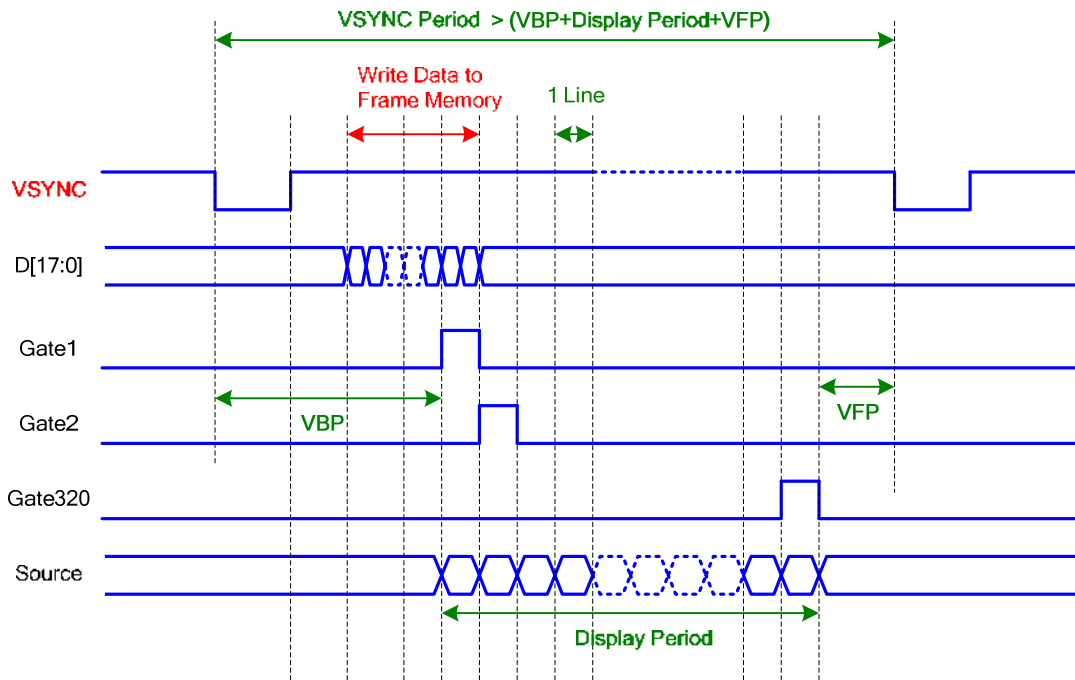 VSYNC Period > (VBP+Display Period+VFP)
Write Data to
Frame Memory
1 Line
VSYNC
D[17:0]
Gate1
VBP
VFP
Gate2
Gate320
Source
Display Period